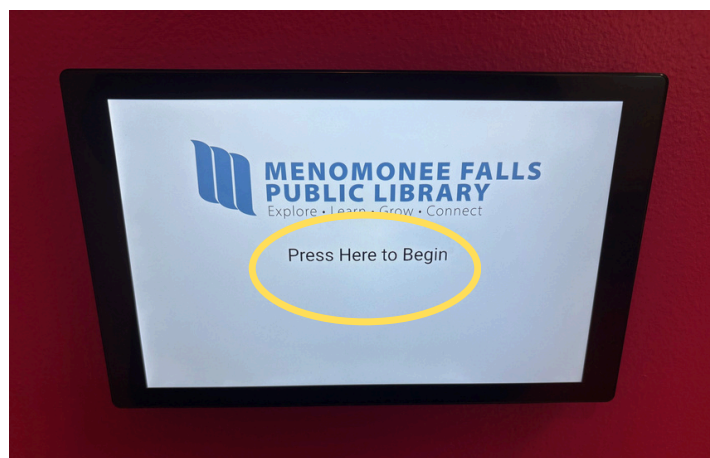 MENOMONEE FALLS
PUBLIC LIBRARY
Explore • Learn • Grow • Connect
Press Here to Begin